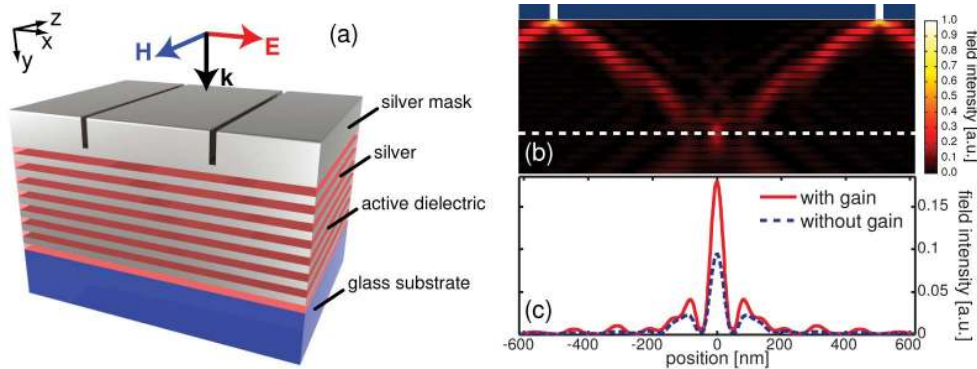 z
x
y
H
E
k
(a)
silver mask
silver
active dielectric
glass substrate
(b)
1.0
0.9
0.8
0.7
0.6
0.5
0.4
0.3
0.2
0.1
0.0
field intensity
[a.u.]
with gain
without gain
(c)
0.15
0.1
0.05
0
field intensity
[a.u.]
-600
-400
-200
0
200
400
600
position [nm]